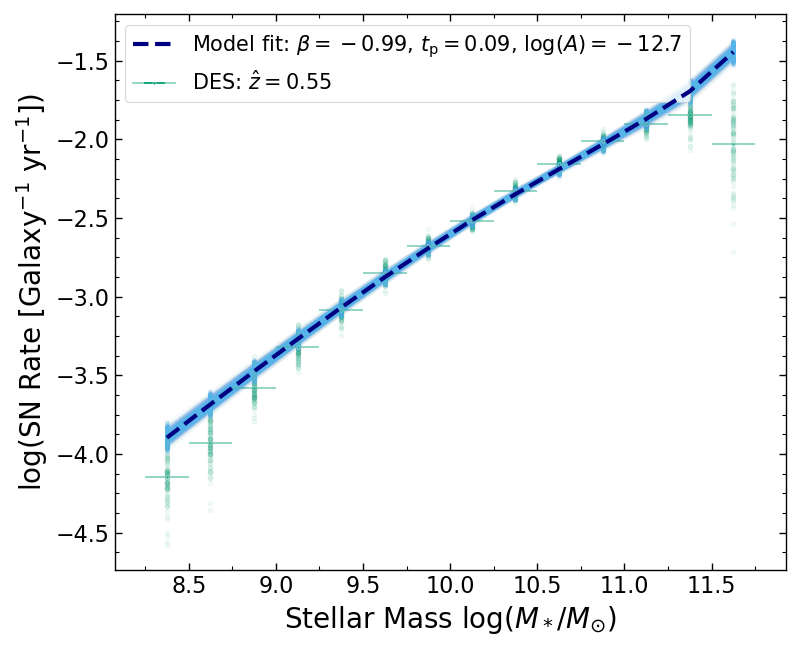 Model fit: β = −0.99, tₚ = 0.09, log(A) = −12.7
DES: ẑ = 0.55
−1.5
−2.0
−2.5
−3.0
−3.5
−4.0
−4.5
log(SN Rate [Galaxy⁻¹ yr⁻¹])
8.5 9.0 9.5 10.0 10.5 11.0 11.5
Stellar Mass log(M*/M☉)